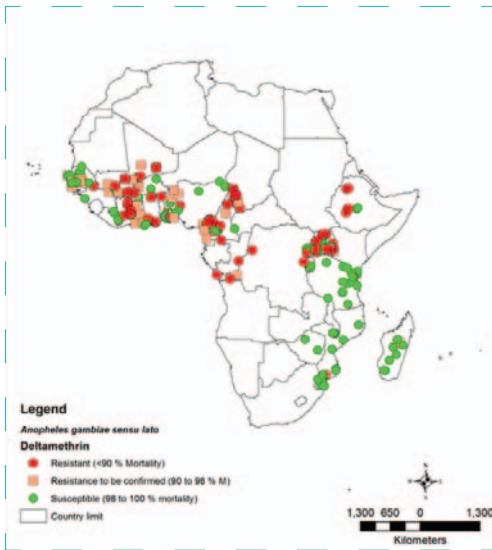 Legend
Anopheles gambiae sensu lato
Deltamethrin
Resistant (<90 % Mortality)
Resistance to be confirmed (90 to 98 % M)
Susceptible (98 to 100 % mortality)
Country limit
N
S
1,300 650 0 1,300
Kilometers